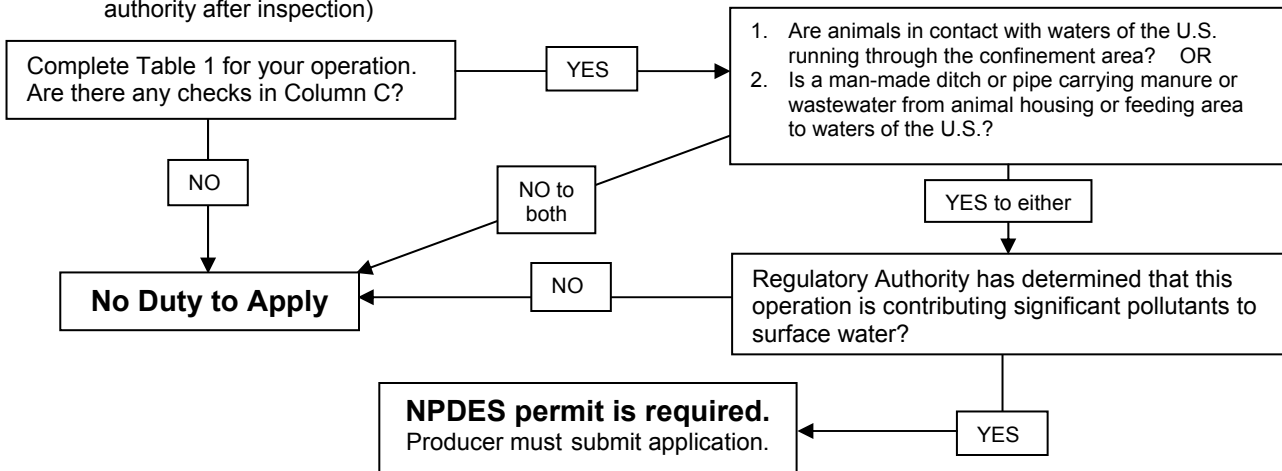 authority after inspection)
Complete Table 1 for your operation.
Are there any checks in Column C?
YES
1. Are animals in contact with waters of the U.S.
running through the confinement area? OR
2. Is a man-made ditch or pipe carrying manure or
wastewater from animal housing or feeding area
to waters of the U.S.?
NO
NO to
both
YES to either
No Duty to Apply
NO
Regulatory Authority has determined that this
operation is contributing significant pollutants to
surface water?
NPDES permit is required.
Producer must submit application.
YES